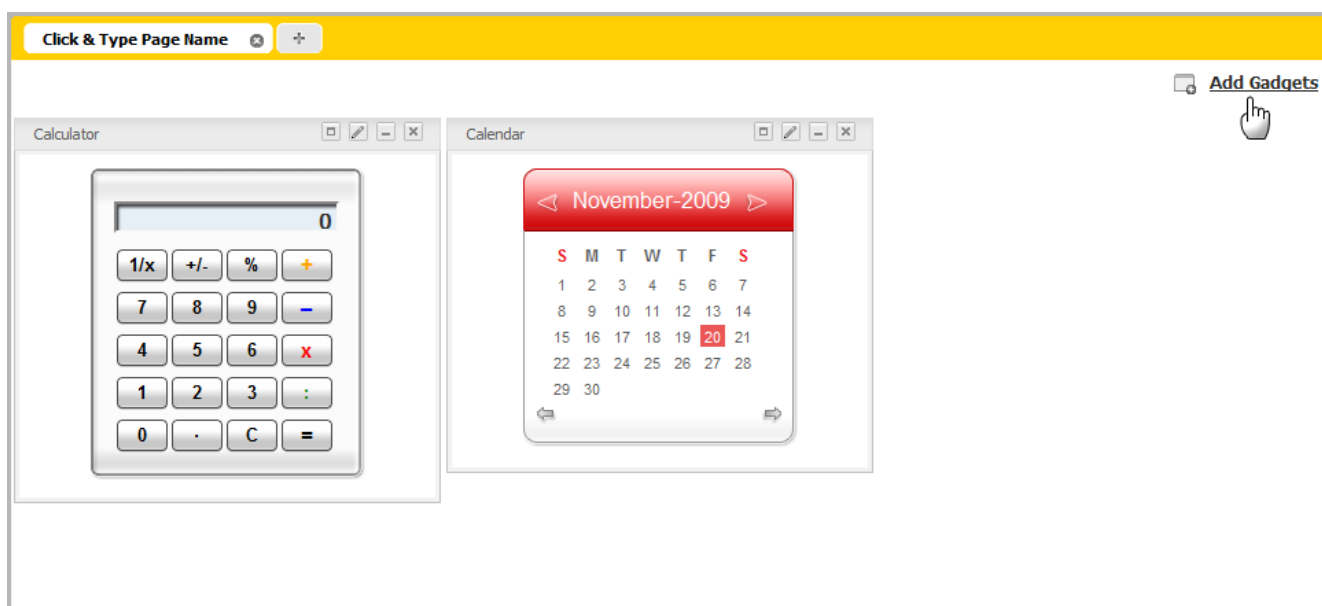 Click & Type Page Name
Add Gadgets
Calculator
Calendar
0
1/x +/- % +
7 8 9 –
4 5 6 x
1 2 3 :
0 . C =
November-2009
S M T W T F S
1 2 3 4 5 6 7
8 9 10 11 12 13 14
15 16 17 18 19 20 21
22 23 24 25 26 27 28
29 30